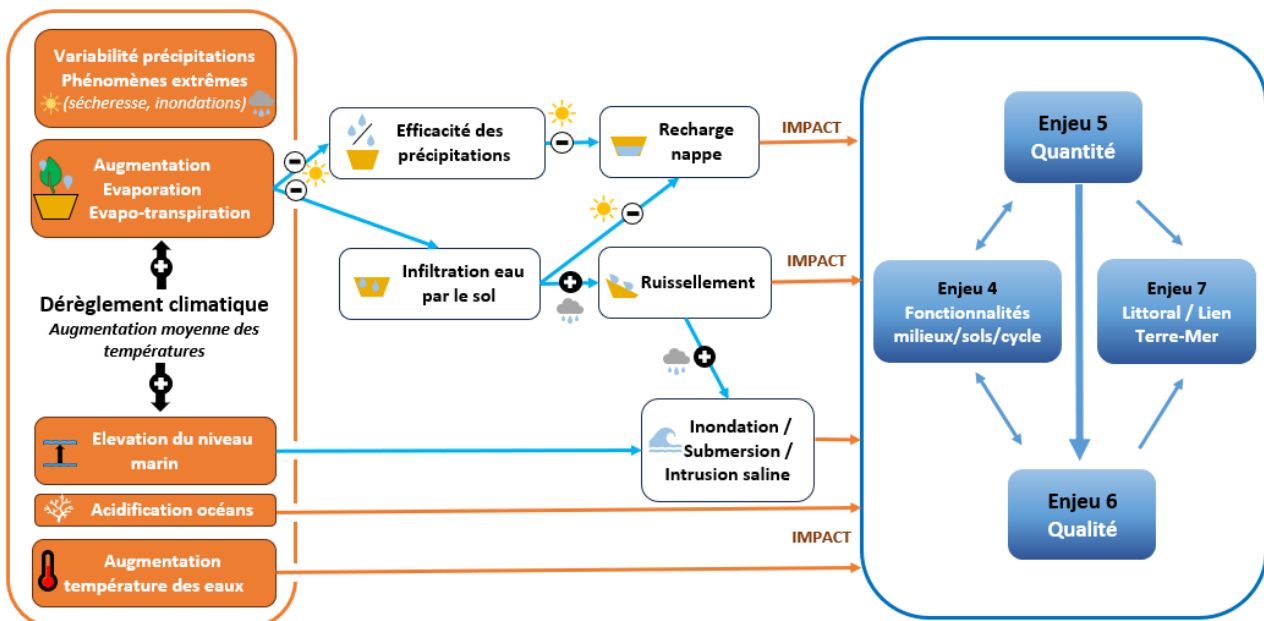 Variabilité précipitations
Phénomènes extrêmes
(sécheresse, inondations)
Augmentation
Evaporation
Evapo-transpiration
Dérèglement climatique
Augmentation moyenne des
températures
Elevation du niveau
marin
Acidification océans
Augmentation
température des eaux
Efficacité des
précipitations
Infiltration eau
par le sol
Recharge
nappe
Ruissellement
Inondation /
Submersion /
Intrusion saline
IMPACT
IMPACT
IMPACT
Enjeu 5
Quantité
Enjeu 4
Fonctionnalités
milieux/sols/cycle
Enjeu 7
Littoral / Lien
Terre-Mer
Enjeu 6
Qualité